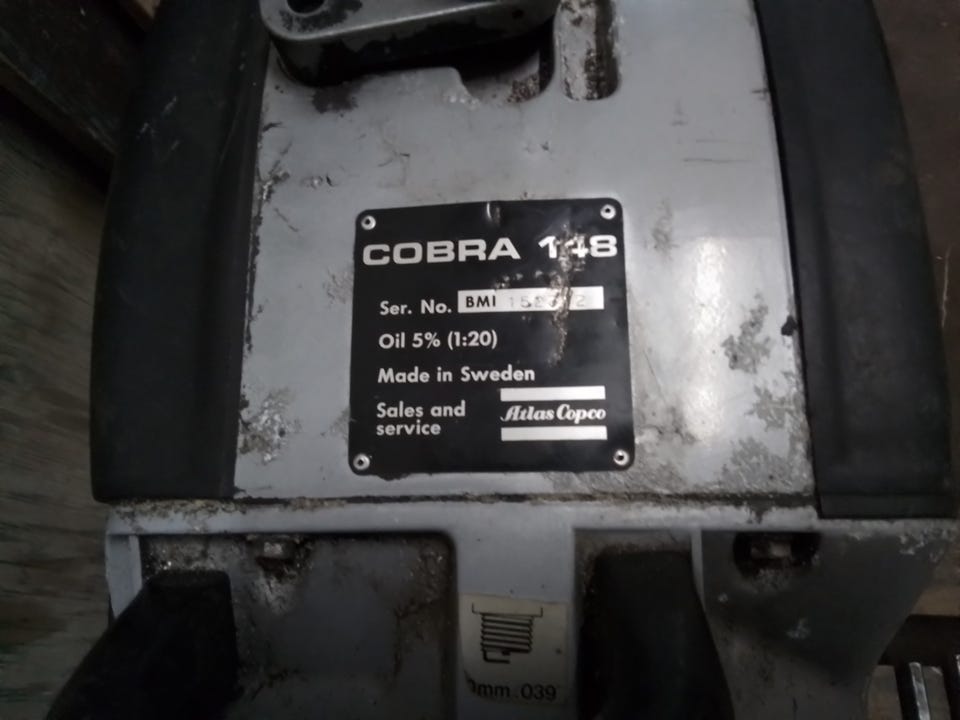 COBRA 148
Ser. No. BMI
Oil 5% (1:20)
Made in Sweden
Sales and service
Atlas Copco
mm .039